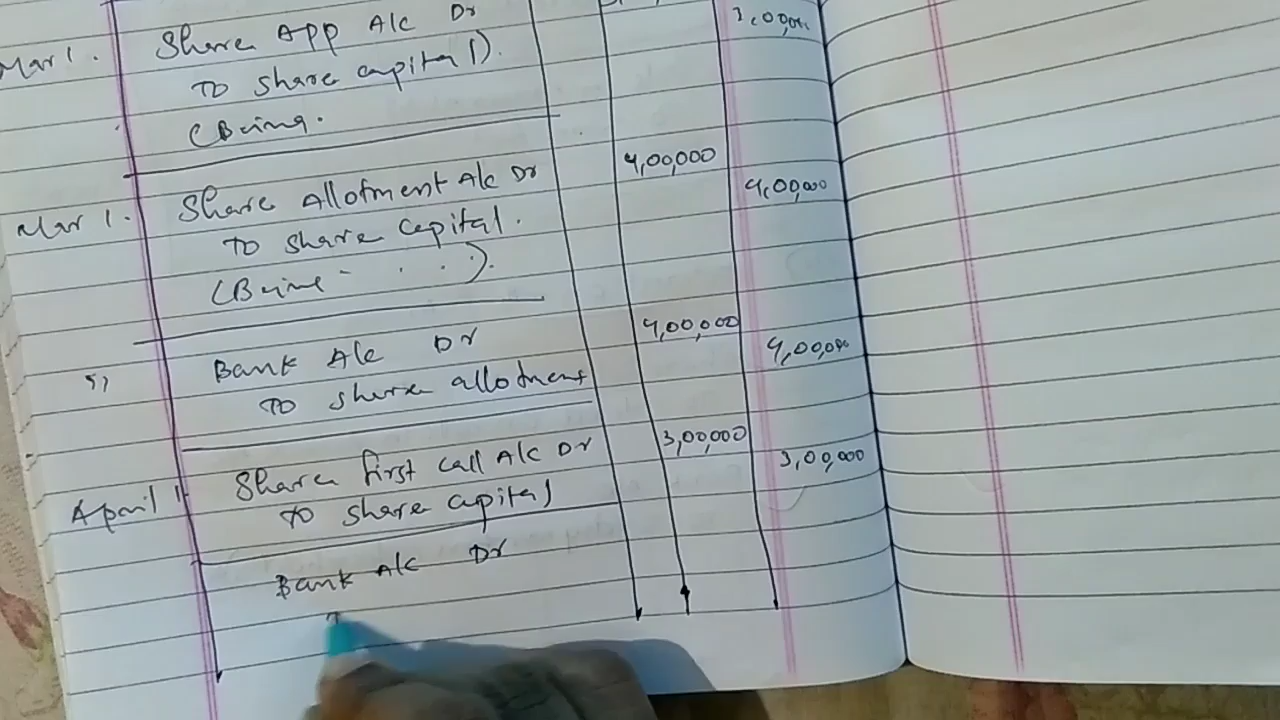 Mar 1. Share App A/c Dr
To share capital). 3,00,000
(Being.
Mar 1. Share Allotment A/c Dr 4,00,000
To share capital. 4,00,000
(Being - . . .).
,, Bank A/c Dr 4,00,000
To share allotment 4,00,000
April 1 Share first call A/c Dr 3,00,000
To share capital 3,00,000
Bank A/c Dr